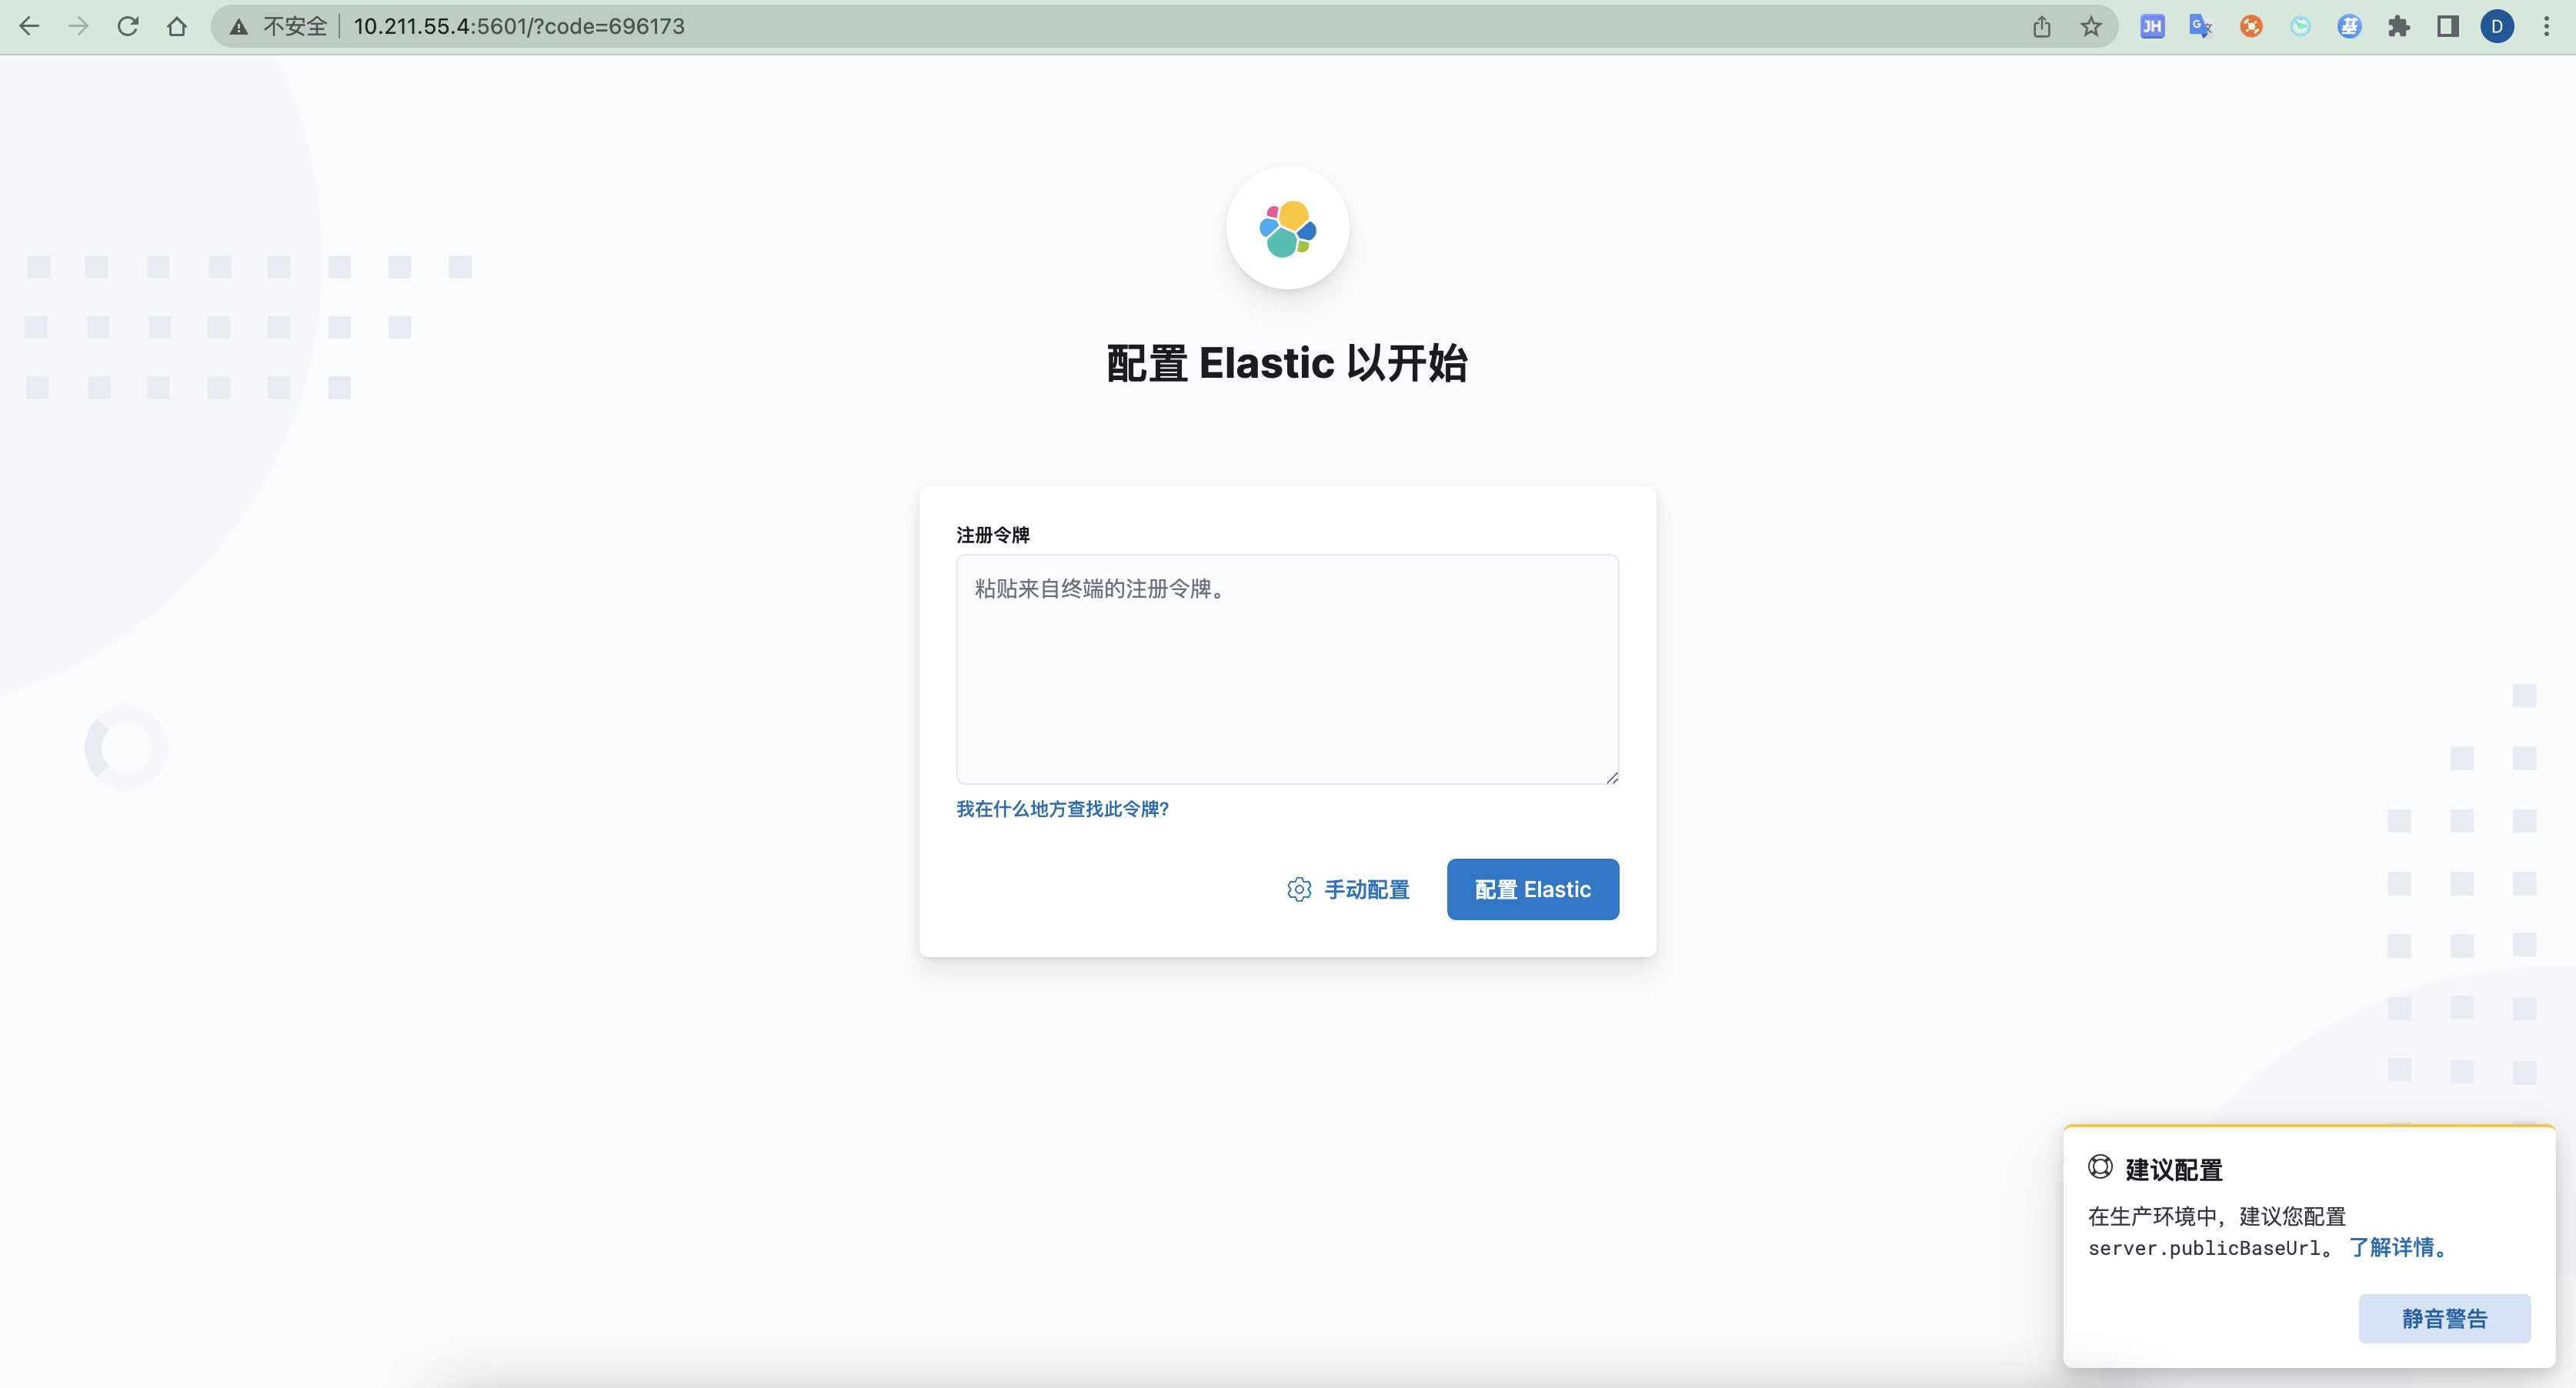 不安全 10.211.55.4:5601/?code=696173
JH
G
基
D
配置 Elastic 以开始
注册令牌
粘贴来自终端的注册令牌。
我在什么地方查找此令牌?
手动配置
配置 Elastic
建议配置
在生产环境中，建议您配置
server.publicBaseUrl。 了解详情。
静音警告